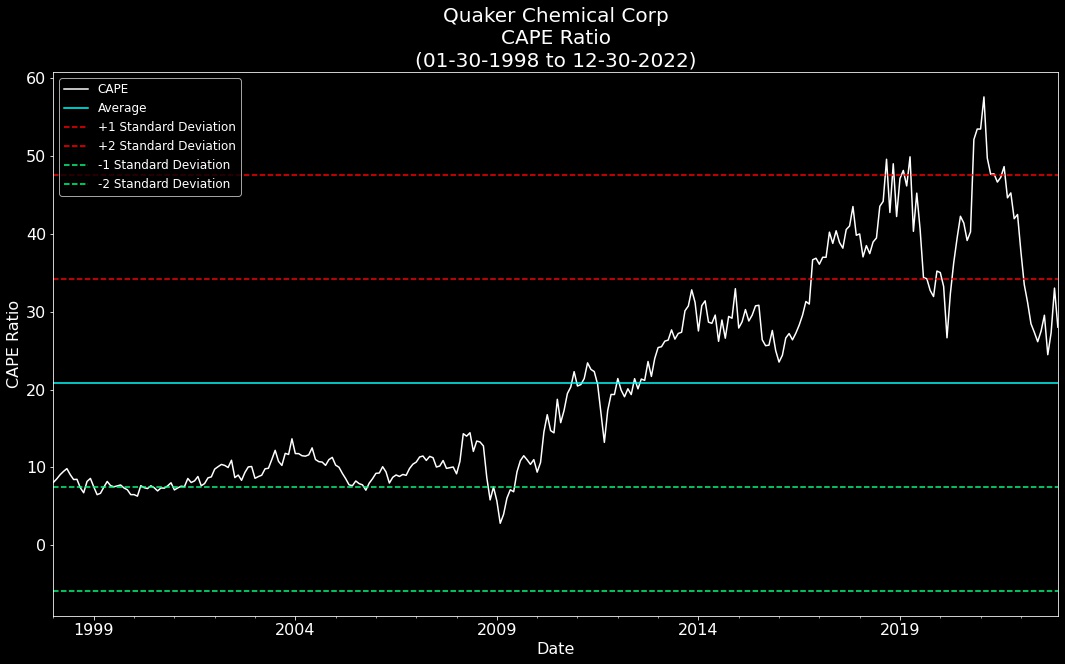 Quaker Chemical Corp
CAPE Ratio
(01-30-1998 to 12-30-2022)
CAPE
Average
+1 Standard Deviation
+2 Standard Deviation
-1 Standard Deviation
-2 Standard Deviation
60
50
40
30
20
10
0
CAPE Ratio
1999
2004
2009
2014
2019
Date